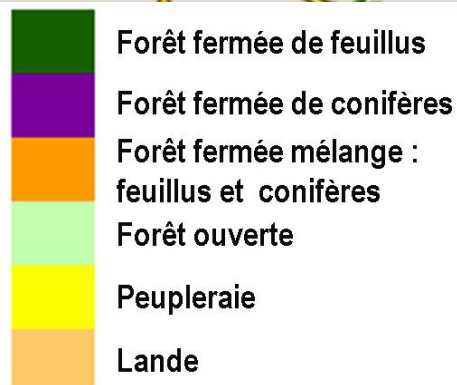 Forêt fermée de feuillus
Forêt fermée de conifères
Forêt fermée mélange :
feuillus et conifères
Forêt ouverte
Peupleraie
Lande